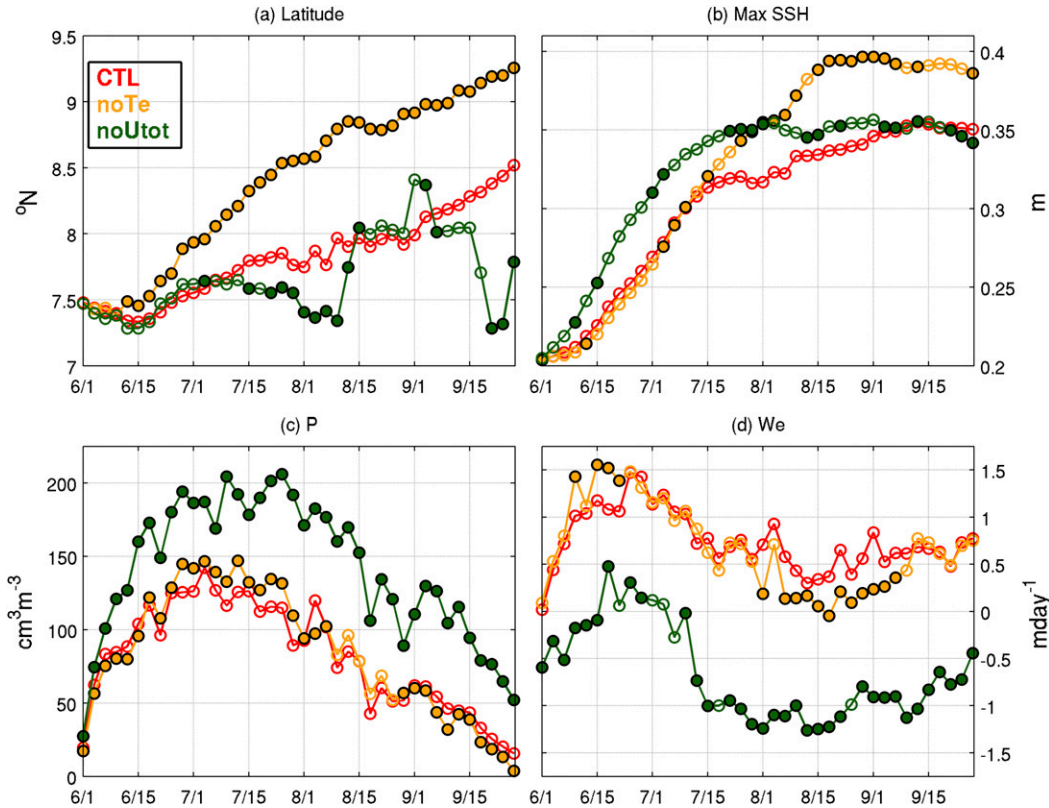 (a) Latitude
9.5
9
8.5
8
7.5
7
ºN
CTL
noTe
noUtot
6/1 6/15 7/1 7/15 8/1 8/15 9/1 9/15
(b) Max SSH
0.4
0.35
0.3
0.25
0.2
m
6/1 6/15 7/1 7/15 8/1 8/15 9/1 9/15
(c) P
200
150
100
50
0
cm³m⁻³
6/1 6/15 7/1 7/15 8/1 8/15 9/1 9/15
(d) We
1.5
1
0.5
0
-0.5
-1
-1.5
mday⁻¹
6/1 6/15 7/1 7/15 8/1 8/15 9/1 9/15